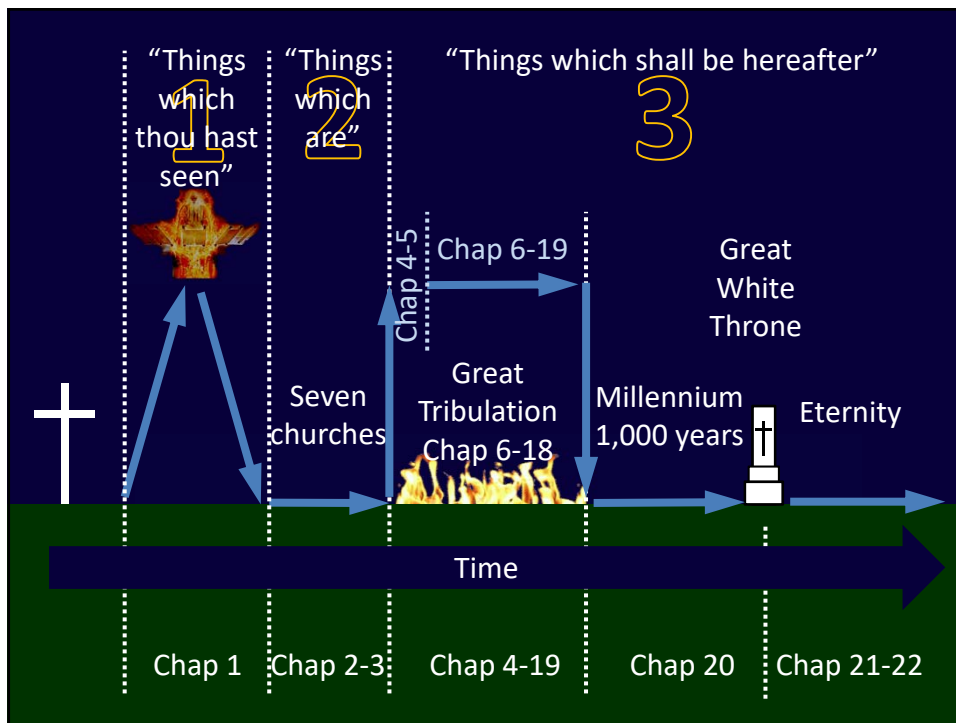 “Things
which
thou hast
seen”
1
“Things
which
are”
2
“Things which shall be hereafter”
3
Chap 4-5
Chap 6-19
Great
White
Throne
Seven
churches
Great
Tribulation
Chap 6-18
Millennium
1,000 years
Eternity
Time
Chap 1
Chap 2-3
Chap 4-19
Chap 20
Chap 21-22